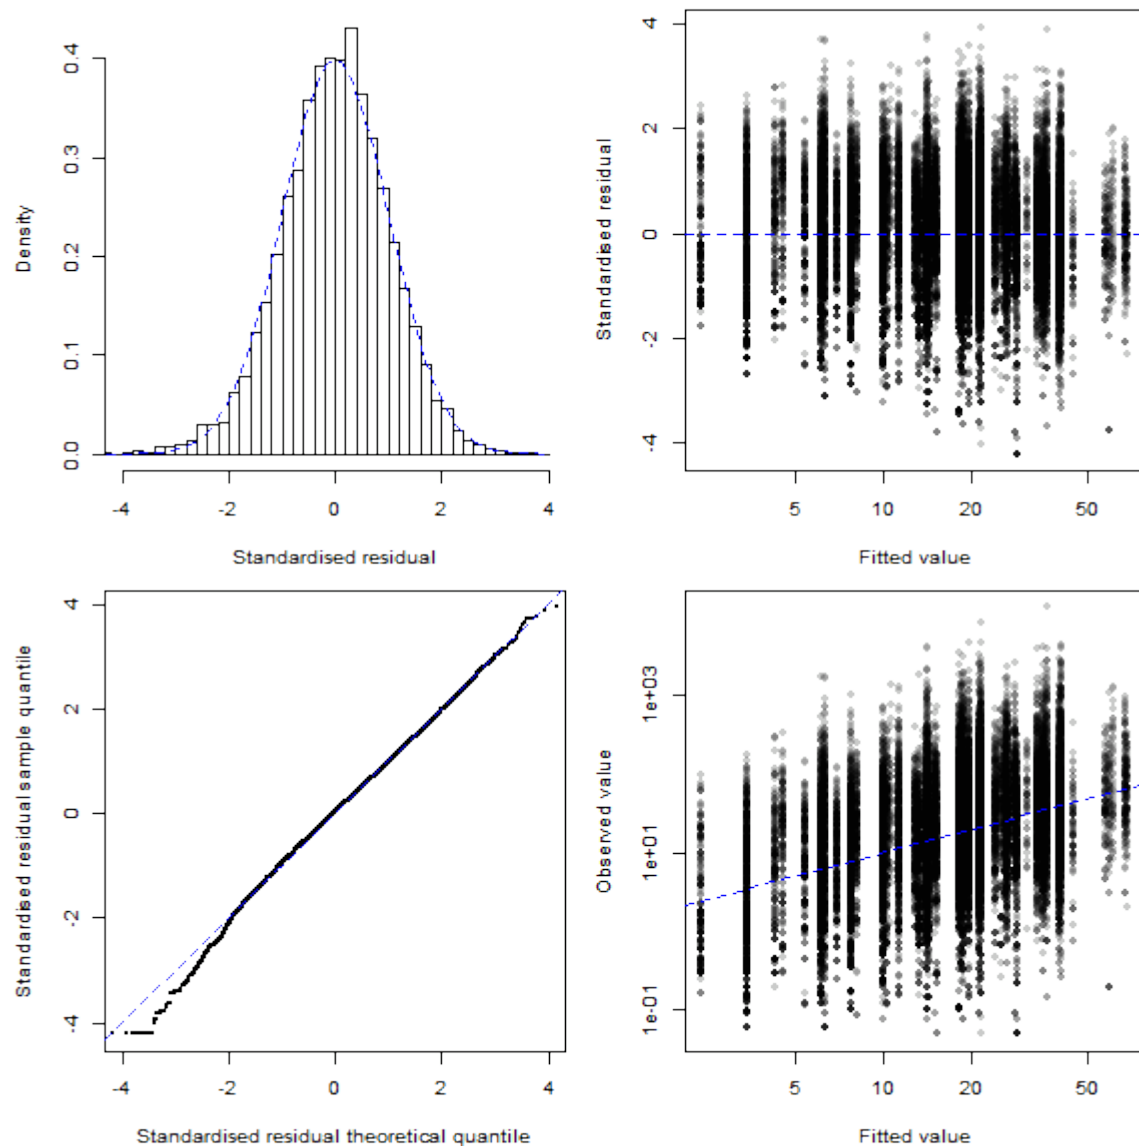 Density
0.0 0.1 0.2 0.3 0.4
-4 -2 0 2 4
Standardised residual
Standardised residual
-4 -2 0 2 4
5 10 20 50
Fitted value
Standardised residual sample quantile
-4 -2 0 2 4
-4 -2 0 2 4
Standardised residual theoretical quantile
Observed value
1e-01 1e+01 1e+03
5 10 20 50
Fitted value